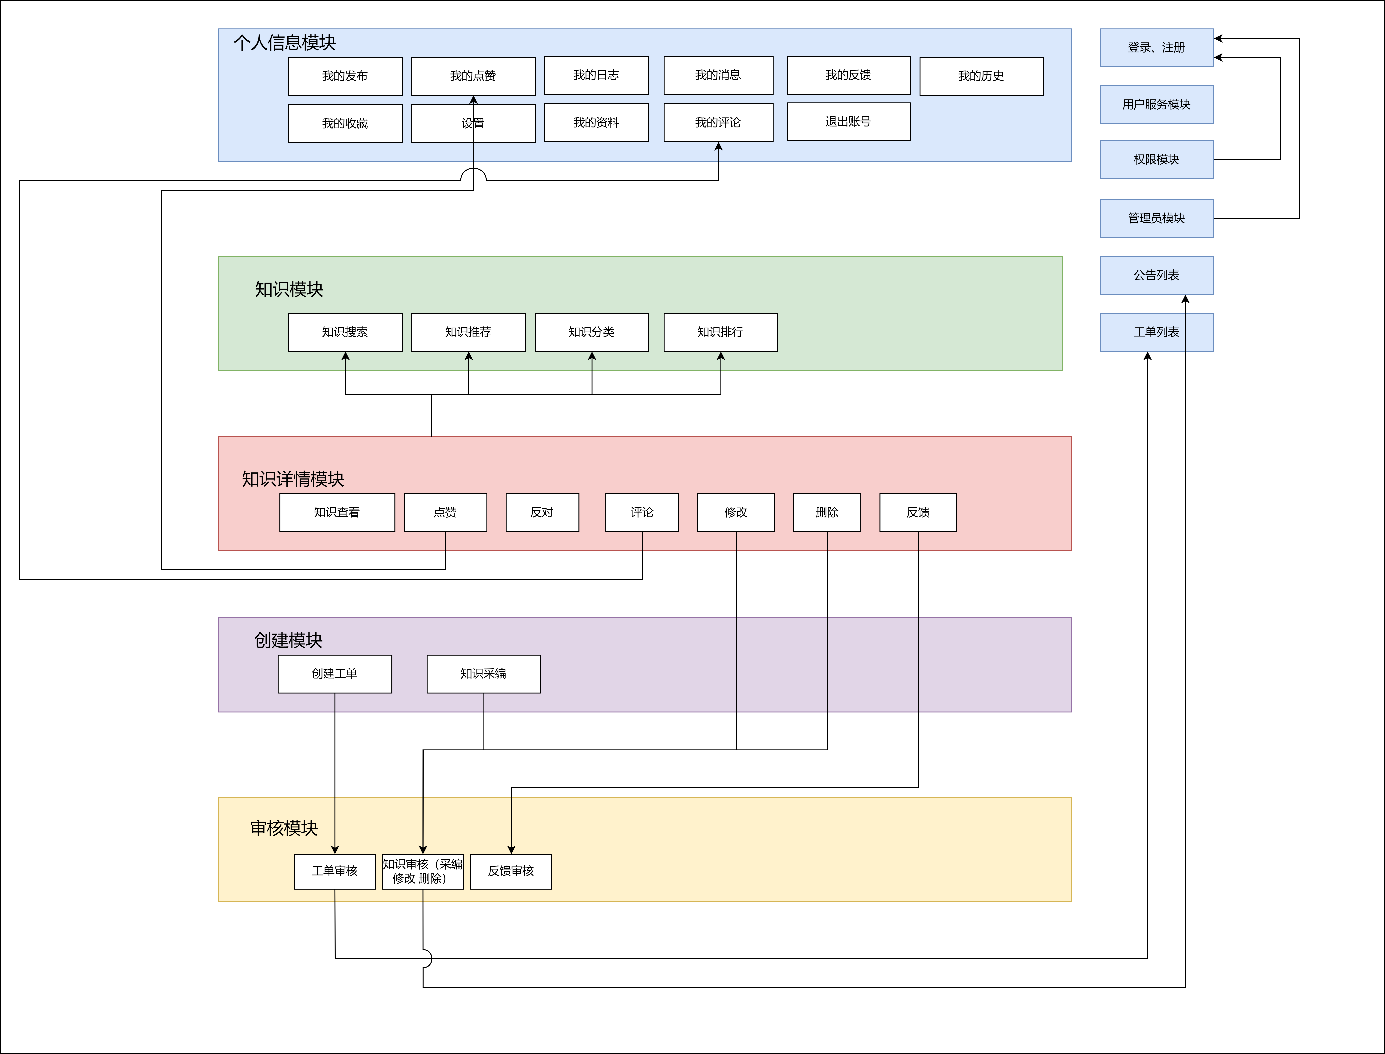 个人信息模块
我的发布
我的点赞
我的日志
我的消息
我的反馈
我的历史
我的收藏
设置
我的资料
我的评论
退出账号
登录、注册
用户服务模块
权限模块
管理员模块
公告列表
工单列表
知识模块
知识搜索
知识推荐
知识分类
知识排行
知识详情模块
知识查看
点赞
反对
评论
修改
删除
反馈
创建模块
创建工单
知识采编
审核模块
工单审核
知识审核（采编
修改 删除）
反馈审核